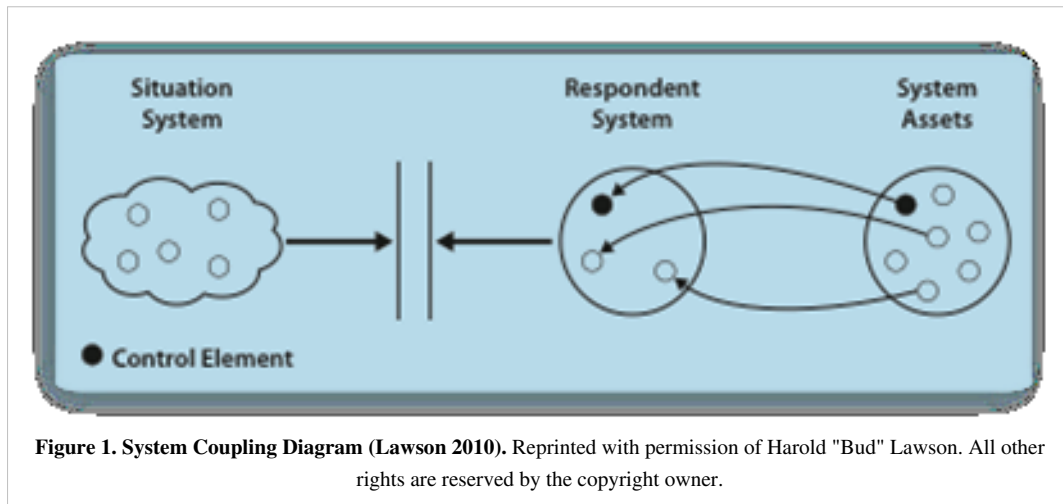 Situation
System
Respondent
System
System
Assets
Control Element
Figure 1. System Coupling Diagram (Lawson 2010). Reprinted with permission of Harold "Bud" Lawson. All other
rights are reserved by the copyright owner.